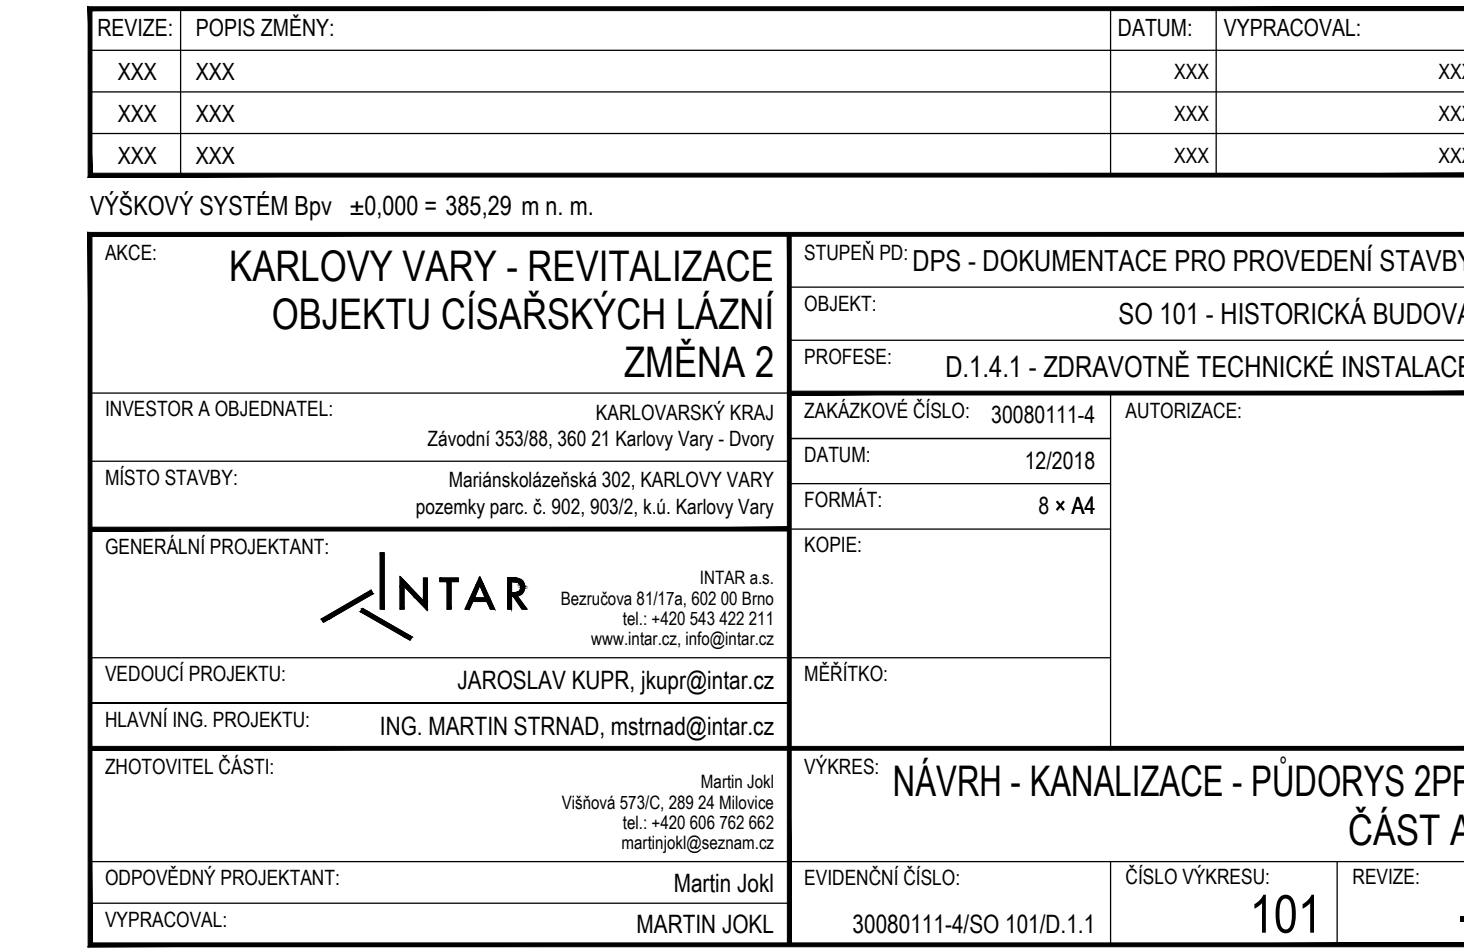 REVIZE: POPIS ZMĚNY: DATUM: VYPRACOVAL:
XXX XXX XXX XXX
XXX XXX XXX XXX
XXX XXX XXX XXX
VÝŠKOVÝ SYSTÉM Bpv ±0,000 = 385,29 m n. m.
AKCE: KARLOVY VARY - REVITALIZACE
OBJEKTU CÍSAŘSKÝCH LÁZNÍ
ZMĚNA 2
INVESTOR A OBJEDNATEL: KARLOVARSKÝ KRAJ
Závodní 353/88, 360 21 Karlovy Vary - Dvory
MÍSTO STAVBY: Mariánskolázeňská 302, KARLOVY VARY
pozemky parc. č. 902, 903/2, k.ú. Karlovy Vary
GENERÁLNÍ PROJEKTANT:
INTAR
INTAR a.s.
Bezručova 81/17a, 602 00 Brno
tel.: +420 543 422 211
www.intar.cz, info@intar.cz
VEDOUCÍ PROJEKTU: JAROSLAV KUPR, jkupr@intar.cz
HLAVNÍ ING. PROJEKTU: ING. MARTIN STRNAD, mstrnad@intar.cz
ZHOTOVITEL ČÁSTI:
Martin Jokl
Višňová 573/C, 289 24 Milovice
tel.: +420 606 762 662
martinjokl@seznam.cz
ODPOVĚDNÝ PROJEKTANT: Martin Jokl
VYPRACOVAL: MARTIN JOKL
STUPEŇ PD: DPS - DOKUMENTACE PRO PROVEDENÍ STAVBY
OBJEKT: SO 101 - HISTORICKÁ BUDOVA
PROFESE: D.1.4.1 - ZDRAVOTNĚ TECHNICKÉ INSTALACE
ZAKÁZKOVÉ ČÍSLO: 30080111-4
DATUM: 12/2018
FORMÁT: 8 × A4
KOPIE:
MĚŘÍTKO:
AUTORIZACE:
VÝKRES: NÁVRH - KANALIZACE - PŮDORYS 2PP
ČÁST A
EVIDENČNÍ ČÍSLO:
30080111-4/SO 101/D.1.1
ČÍSLO VÝKRESU:
101
REVIZE:
-